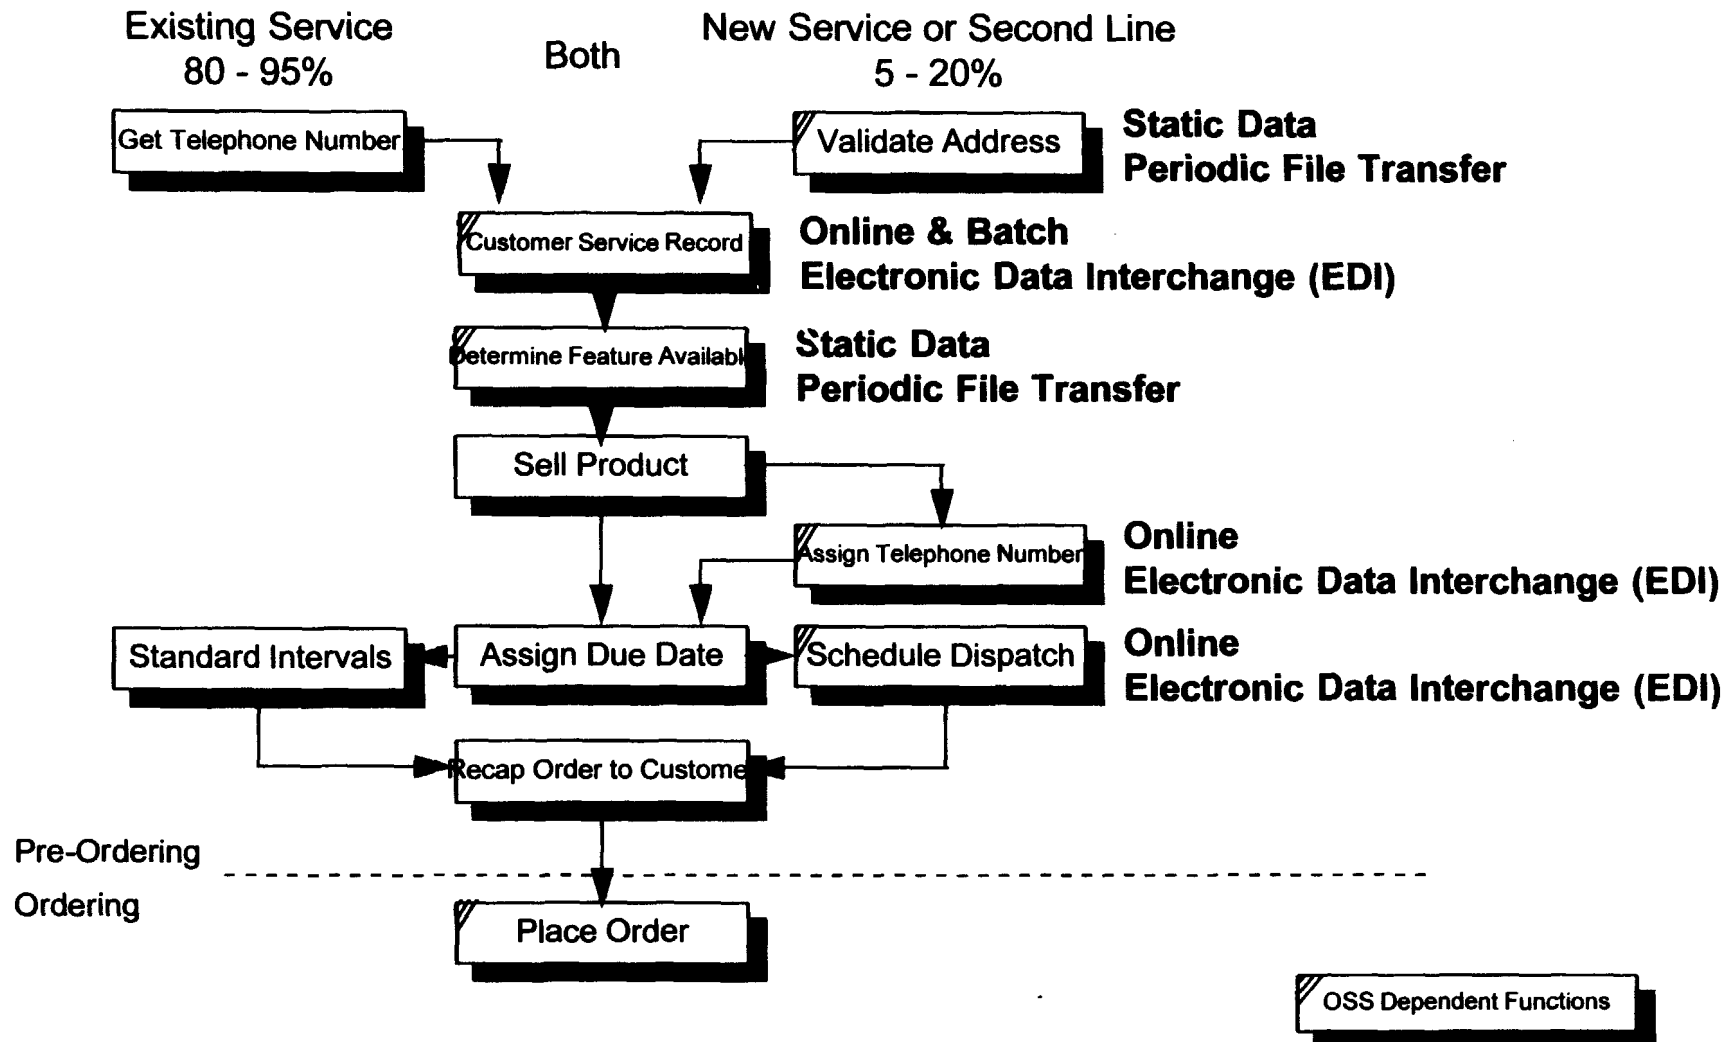 Existing Service
80 - 95%
Both
New Service or Second Line
5 - 20%
Get Telephone Number
Validate Address
Static Data
Periodic File Transfer
Customer Service Record
Online & Batch
Electronic Data Interchange (EDI)
Determine Feature Availabl
Static Data
Periodic File Transfer
Sell Product
Assign Telephone Number
Online
Electronic Data Interchange (EDI)
Standard Intervals
Assign Due Date
Schedule Dispatch
Online
Electronic Data Interchange (EDI)
Recap Order to Custome
Pre-Ordering
Ordering
Place Order
OSS Dependent Functions